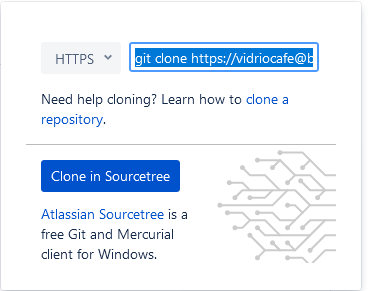 HTTPS git clone https://vidriocafe@b
Need help cloning? Learn how to clone a
repository.
Clone in Sourcetree
Atlassian Sourcetree is a
free Git and Mercurial
client for Windows.